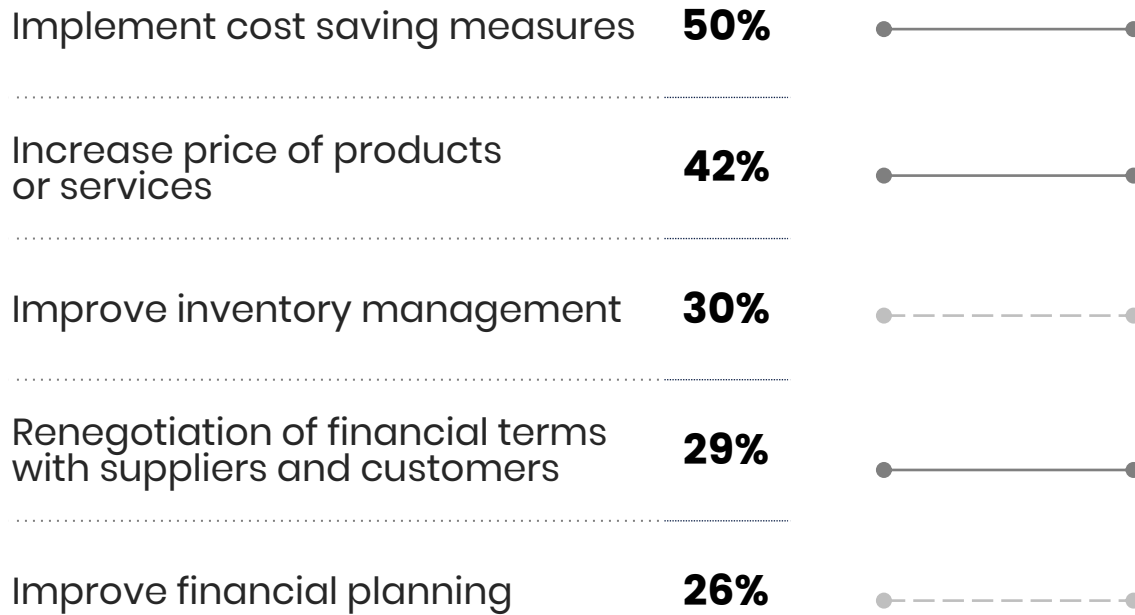 Implement cost saving measures 50%
Increase price of products
or services
42%
Improve inventory management 30%
Renegotiation of financial terms
with suppliers and customers
29%
Improve financial planning 26%